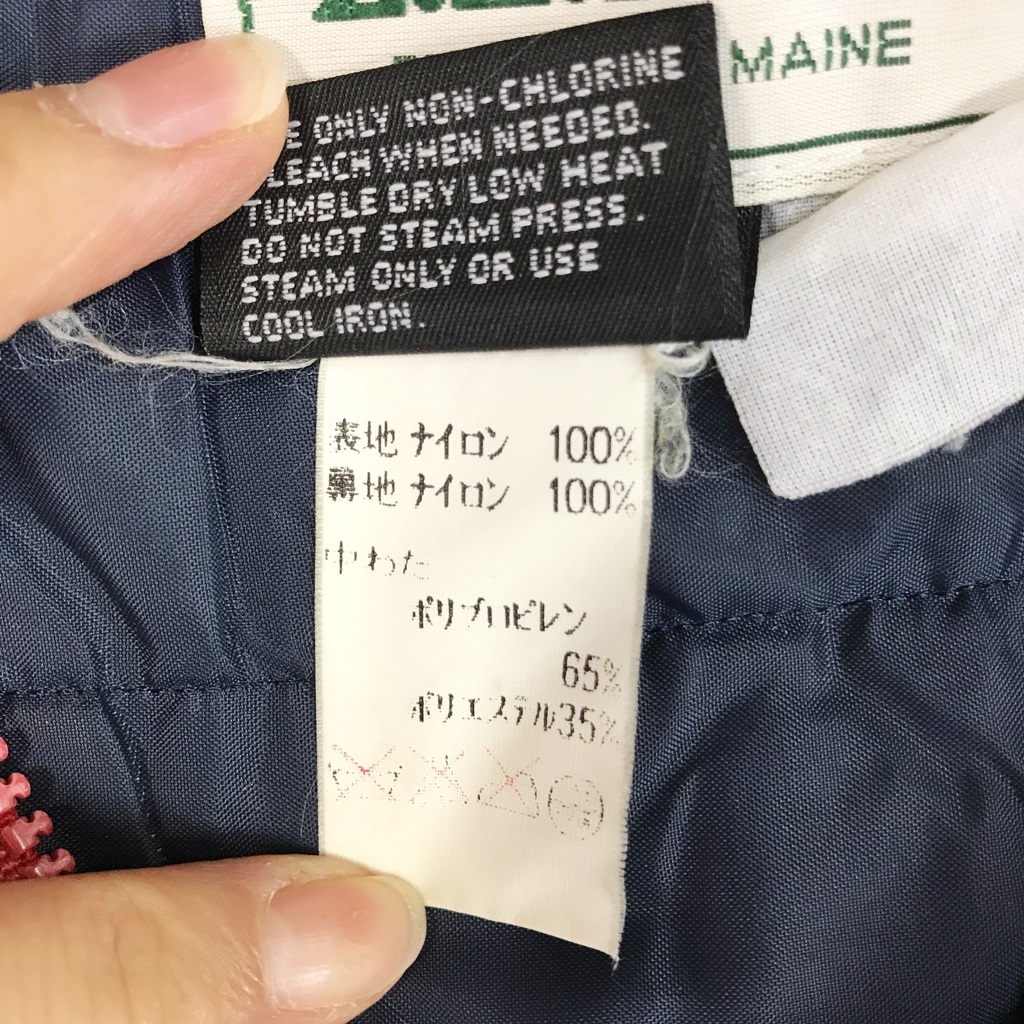 MAINE
ONLY NON-CHLORINE
WHEN NEEDED.
TUMBLE DRY LOW HEAT
DO NOT STEAM PRESS.
STEAM ONLY OR USE
COOL IRON.
表地 ナイロン 100%
裏地 ナイロン 100%
中わた
ポリプロピレン
65%
ポリエステル35%